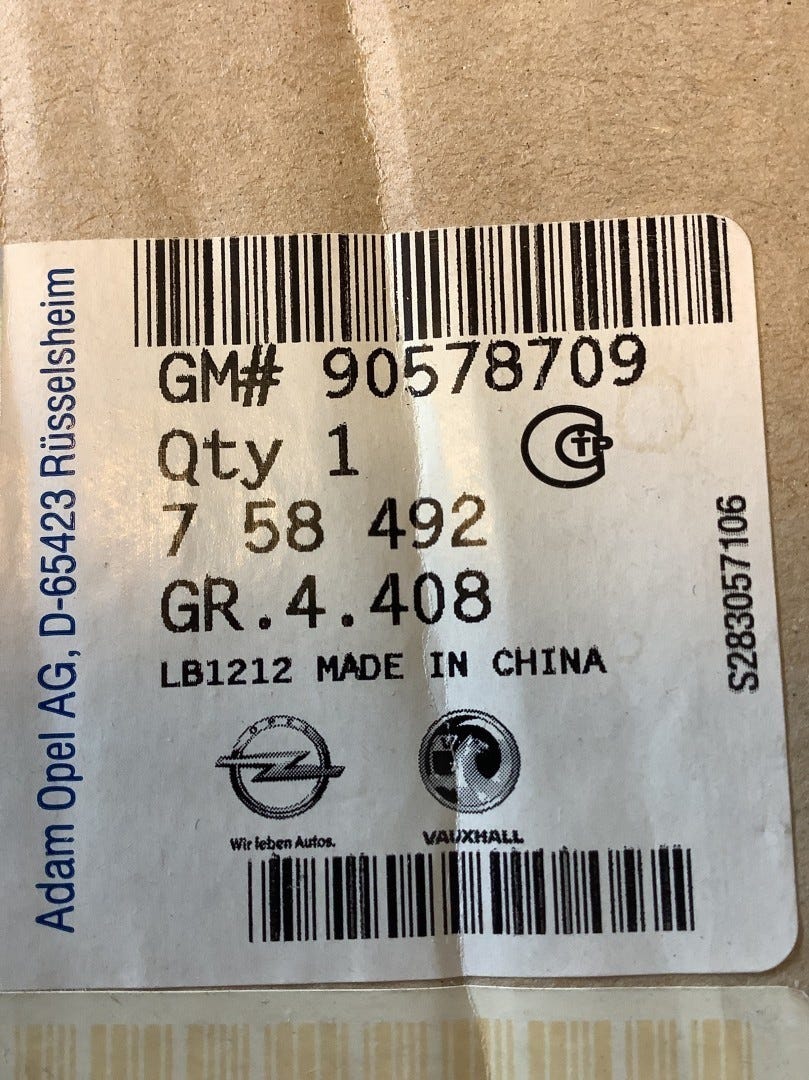 GM# 90578709
Qty 1
7 58 492
GR.4.408
LB1212 MADE IN CHINA
OPEL
Wir leben Autos.
VAUXHALL
Adam Opel AG, D-65423 Rüsselsheim
S283057106